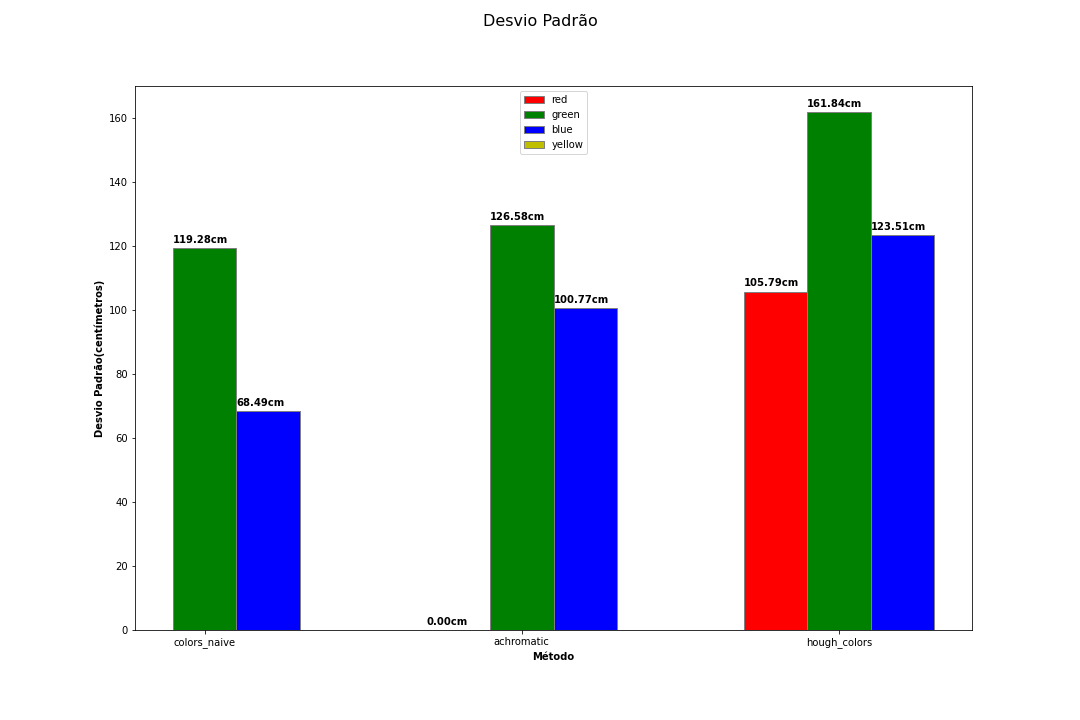 Desvio Padrão
red
green
blue
yellow
160
140
120
100
80
60
40
20
0
Desvio Padrão(centímetros)
119.28cm
68.49cm
0.00cm
126.58cm
100.77cm
105.79cm
161.84cm
123.51cm
colors_naive
achromatic
hough_colors
Método